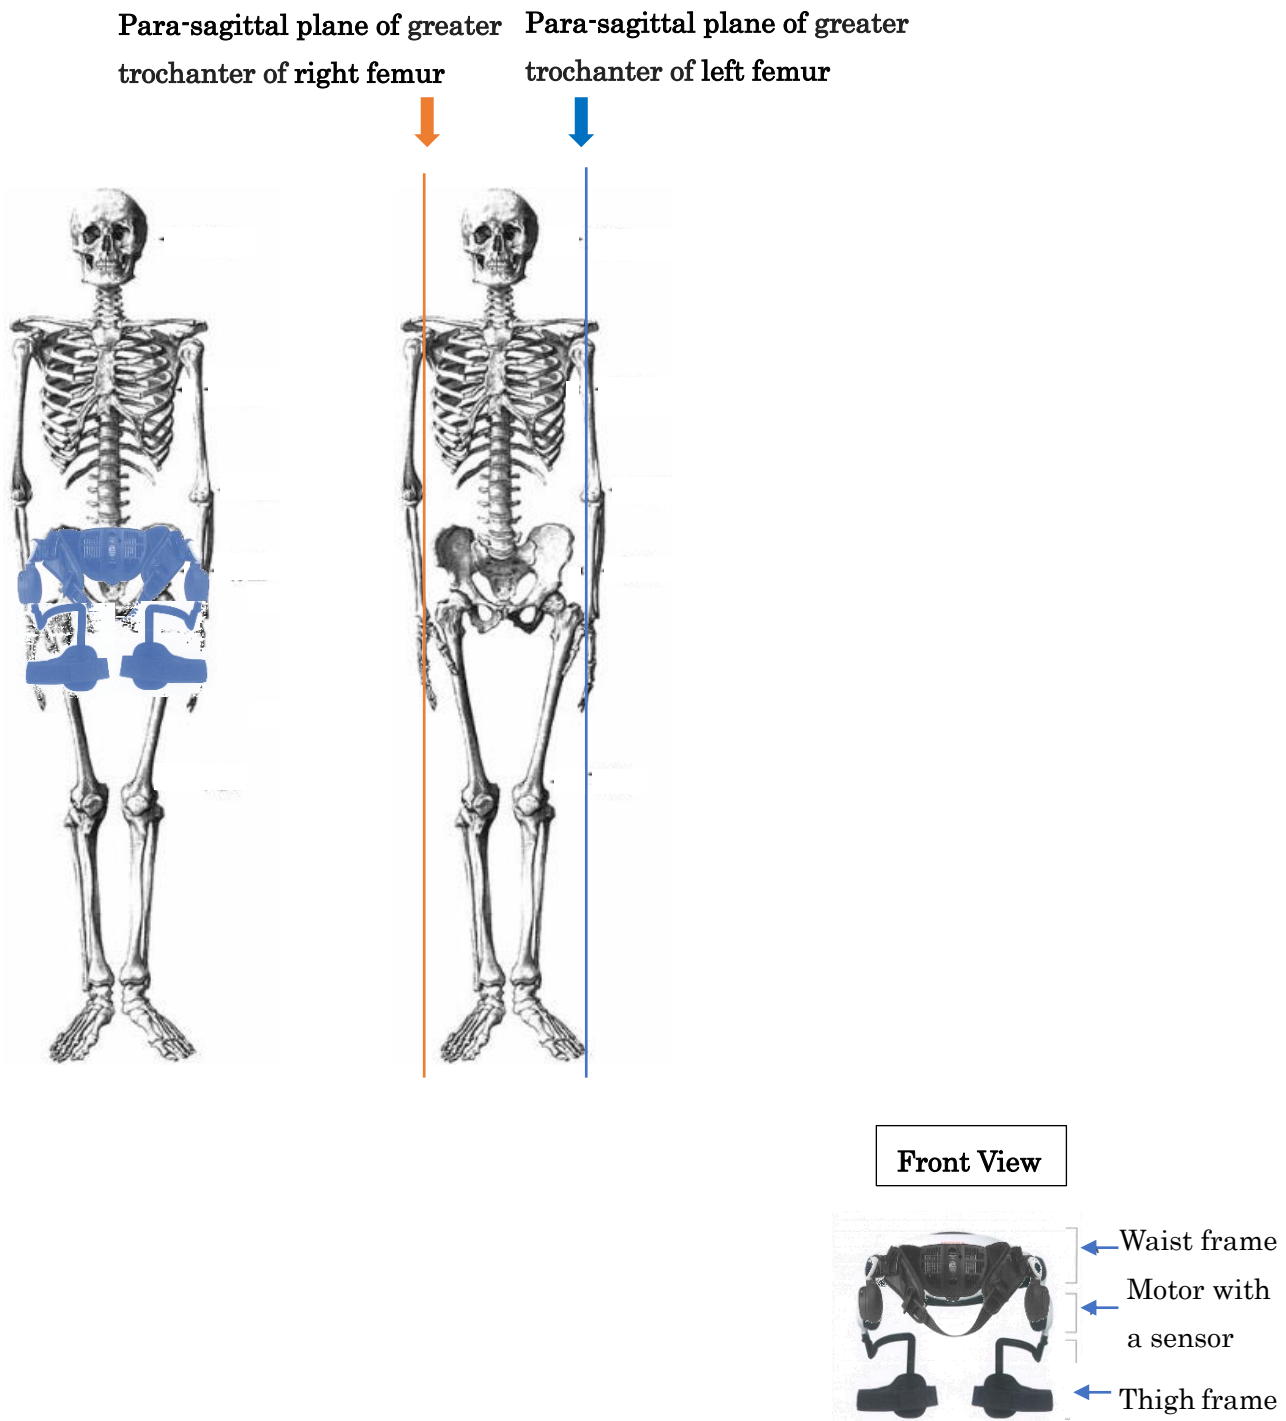 Para-sagittal plane of greater
trochanter of right femur
Para-sagittal plane of greater
trochanter of left femur
Front View
Waist frame
Motor with
a sensor
Thigh frame